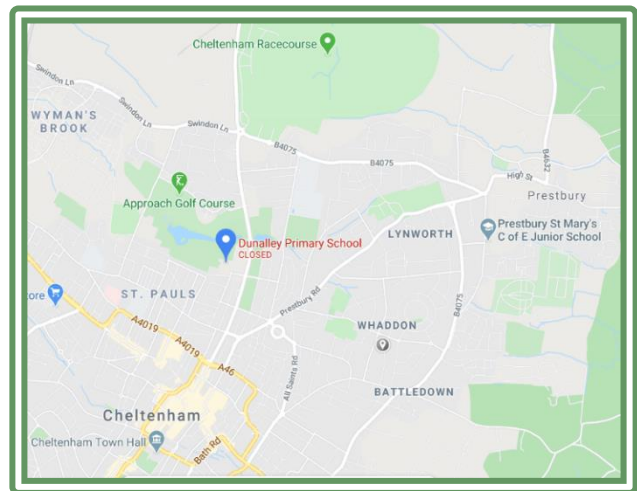 Cheltenham Racecourse
Swindon Ln
Swindon Ln
Swindon Ln
WYMAN'S
BROOK
B4075
B4075
B4632
High St
Prestbury
Approach Golf Course
Prestbury St Mary's
C of E Junior School
LYNWORTH
Dunalley Primary School
CLOSED
ST. PAULS
ore
Prestbury Rd
B4075
WHADDON
A4019
A4019
A46
All Saints Rd
BATTLEDOWN
Cheltenham
Cheltenham Town Hall
Bath Rd